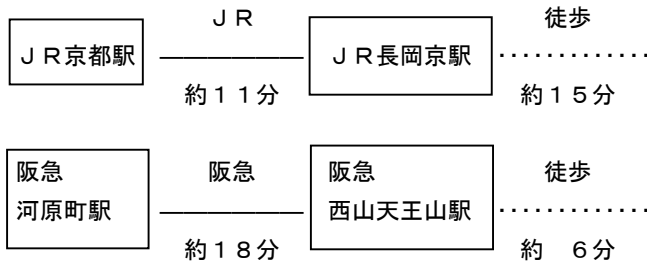 ＪＲ
徒歩
ＪＲ京都駅
ＪＲ長岡京駅
約１１分
約１５分
阪急
河原町駅
阪急
阪急
西山天王山駅
徒歩
約１８分
約　６分